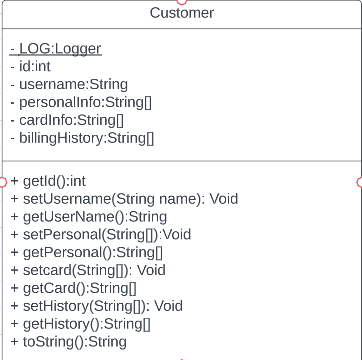 Customer
- LOG:Logger
- id:int
- username:String
- personalInfo:String[]
- cardInfo:String[]
- billingHistory:String[]
+ getId():int
+ setUsername(String name): Void
+ getUserName():String
+ setPersonal(String[]):Void
+ getPersonal():String[]
+ setcard(String[]): Void
+ getCard():String[]
+ setHistory(String[]): Void
+ getHistory():String[]
+ toString():String